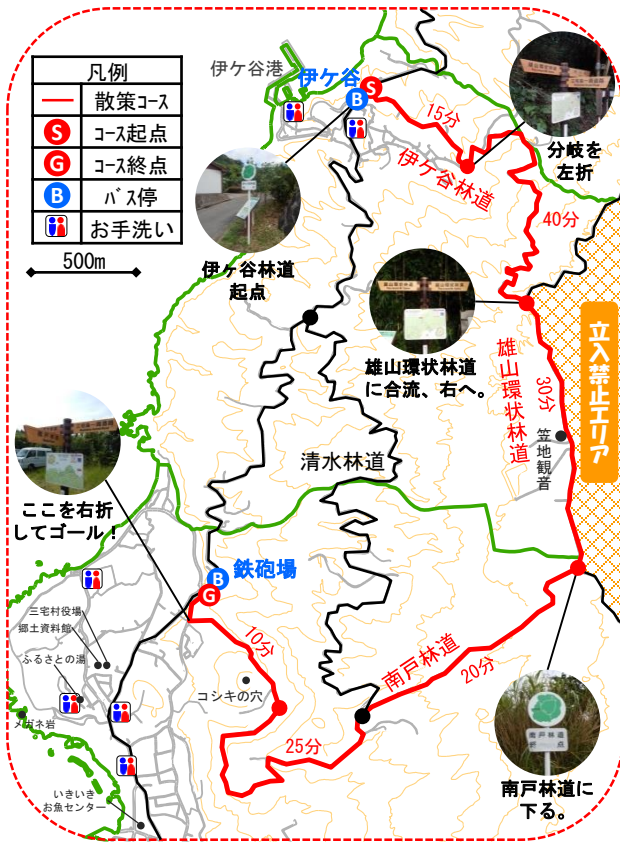 凡例
散策コース
S
コース起点
G
コース終点
B
バス停
お手洗い
500m
伊ケ谷港
伊ケ谷
B
S
15分
伊ケ谷林道
分岐を
左折
40分
伊ヶ谷林道
起点
雄山環状林道
に合流、右へ。
雄山環状林道
30分
立入禁止エリア
笠地観音
清水林道
ここを右折
してゴール！
B
鉄砲場
G
三宅村役場
郷土資料館
ふるさとの湯
メガネ岩
10分
コシキの穴
南戸林道
20分
25分
いきいき
お魚センター
南戸林道
南戸林道に
下る。